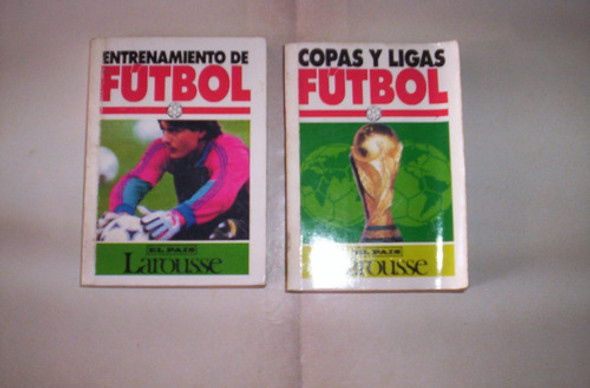 ENTRENAMIENTO DE
FÚTBOL
EL PAIS
Larousse
COPAS Y LIGAS
FÚTBOL
EL PAIS
Larousse